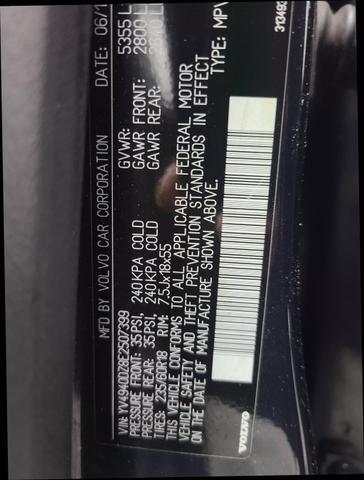 MFD BY VOLVO CAR CORPORATION DATE: 06/1
GVWR: 5355 L
GAWR FRONT: 2800 L
GAWR REAR:
VIN: YV4940DZ8E2507399 TYPE: MPV
PRESSURE FRONT: 35PSI, 240KPA COLD
PRESSURE REAR: 35PSI, 240KPA COLD
TIRES: 235/60R18 RIM: 7,5Jx18x55
THIS VEHICLE CONFORMS TO ALL APPLICABLE FEDERAL MOTOR
VEHICLE SAFETY AND THEFT PREVENTION STANDARDS IN EFFECT
ON DATE OF MANUFACTURE SHOWN ABOVE.
VOLVO